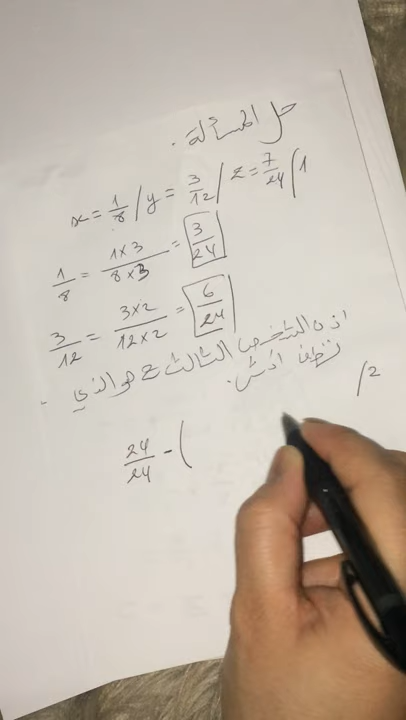 حل المسألة.
1/ x = 1/8 / y = 3/12 / z = 7/24
1/8 = 1×3/8×3 = 3/24
3/12 = 3×2/12×2 = 6/24
اذن الشخص الثالث z هو الذي
نظف اكثر.
2/
24/24 - (